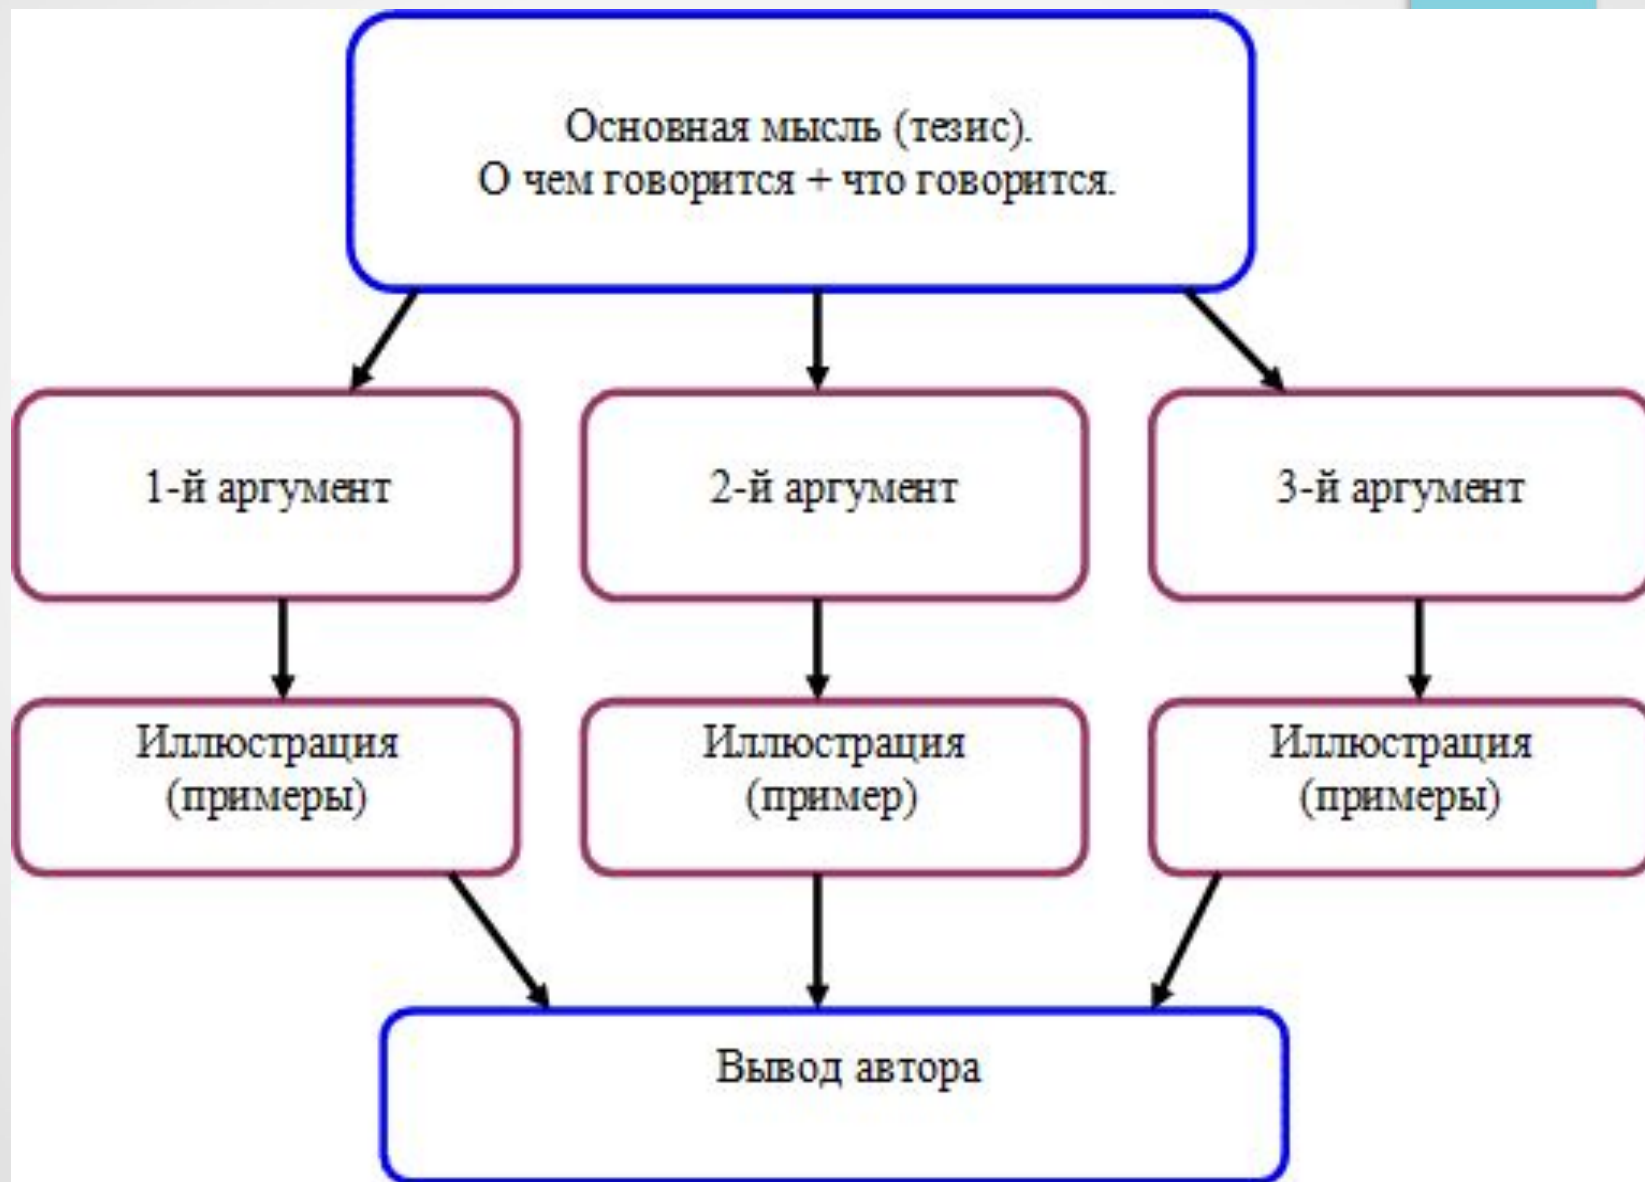 Основная мысль (тезис).
О чем говорится + что говорится.
1-й аргумент
2-й аргумент
3-й аргумент
Иллюстрация
(примеры)
Иллюстрация
(пример)
Иллюстрация
(примеры)
Вывод автора